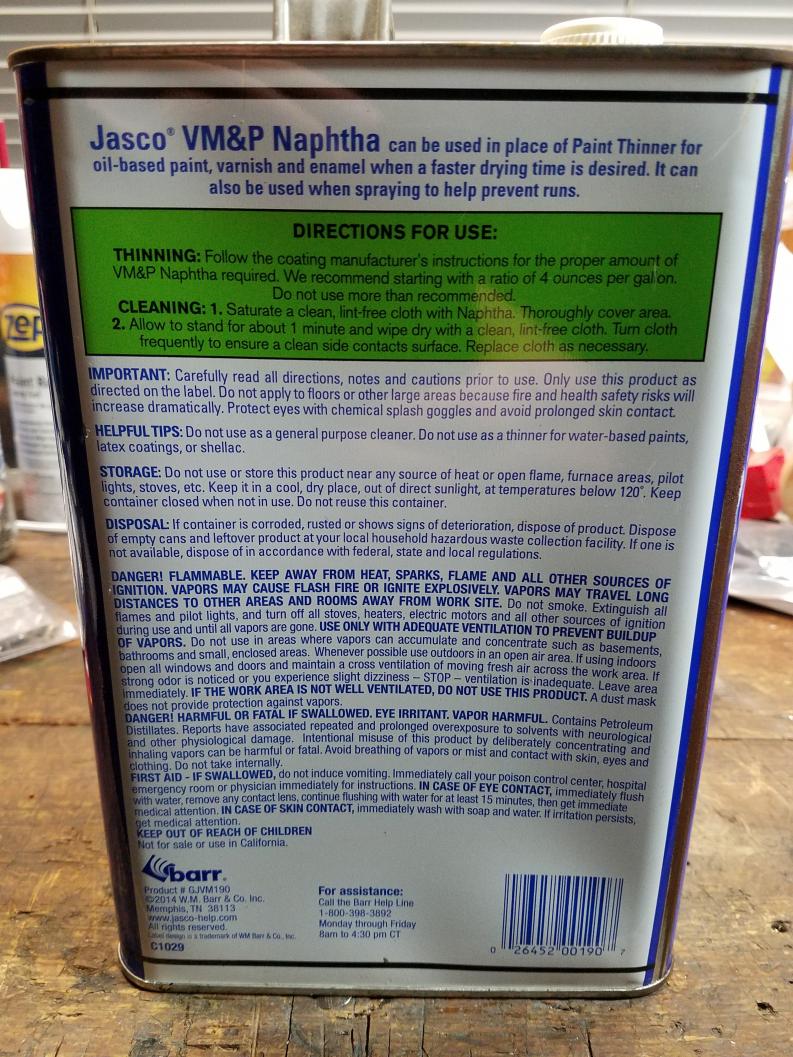 Jasco® VM&P Naphtha can be used in place of Paint Thinner for
oil-based paint, varnish and enamel when a faster drying time is desired. It can
also be used when spraying to help prevent runs.
DIRECTIONS FOR USE:
THINNING: Follow the coating manufacturer's instructions for the proper amount of
VM&P Naphtha required. We recommend starting with a ratio of 4 ounces per gallon.
Do not use more than recommended.
CLEANING: 1. Saturate a clean, lint-free cloth with Naphtha. Thoroughly cover area.
2. Allow to stand for about 1 minute and wipe dry with a clean, lint-free cloth. Turn cloth
frequently to ensure a clean side contacts surface. Replace cloth as necessary.
IMPORTANT: Carefully read all directions, notes and cautions prior to use. Only use this product as
directed on the label. Do not apply to floors or other large areas because fire and health safety risks will
increase dramatically. Protect eyes with chemical splash goggles and avoid prolonged skin contact.
HELPFUL TIPS: Do not use as a general purpose cleaner. Do not use as a thinner for water-based paints,
latex coatings, or shellac.
STORAGE: Do not use or store this product near any source of heat or open flame, furnace areas, pilot
lights, stoves, etc. Keep it in a cool, dry place, out of direct sunlight, at temperatures below 120°. Keep
container closed when not in use. Do not reuse this container.
DISPOSAL: If container is corroded, rusted or shows signs of deterioration, dispose of product. Dispose
of empty cans and leftover product at your local household hazardous waste collection facility. If one is
not available, dispose of in accordance with federal, state and local regulations.
DANGER! FLAMMABLE. KEEP AWAY FROM HEAT, SPARKS, FLAME AND ALL OTHER SOURCES OF
IGNITION. VAPORS MAY CAUSE FLASH FIRE OR IGNITE EXPLOSIVELY. VAPORS MAY TRAVEL LONG
DISTANCES TO OTHER AREAS AND ROOMS AWAY FROM WORK SITE. Do not smoke. Extinguish all
flames and pilot lights, and turn off all stoves, heaters, electric motors and all other sources of ignition
during use and until all vapors are gone. USE ONLY WITH ADEQUATE VENTILATION TO PREVENT BUILDUP
OF VAPORS. Do not use in areas where vapors can accumulate and concentrate such as basements,
bathrooms and small, enclosed areas. Whenever possible use outdoors in an open air area. If using indoors
open all windows and doors and maintain a cross ventilation of moving fresh air across the work area. If
strong odor is noticed or you experience slight dizziness – STOP – ventilation is inadequate. Leave area
immediately. IF THE WORK AREA IS NOT WELL VENTILATED, DO NOT USE THIS PRODUCT. A dust mask
does not provide protection against vapors.
DANGER! HARMFUL OR FATAL IF SWALLOWED. EYE IRRITANT. VAPOR HARMFUL. Contains Petroleum
Distillates. Reports have associated repeated and prolonged overexposure to solvents with neurological
and other physiological damage. Intentional misuse of this product by deliberately concentrating and
inhaling vapors can be harmful or fatal. Avoid breathing of vapors or mist and contact with skin, eyes and
clothing. Do not take internally.
FIRST AID - IF SWALLOWED, do not induce vomiting. Immediately call your poison control center, hospital
emergency room or physician immediately for instructions. IN CASE OF EYE CONTACT, immediately flush
with water, remove any contact lens, continue flushing with water for at least 15 minutes, then get immediate
medical attention. IN CASE OF SKIN CONTACT, immediately wash with soap and water. If irritation persists,
get medical attention.
KEEP OUT OF REACH OF CHILDREN
Not for sale or use in California.
barr®
Product # GJVM190
©2014 W.M. Barr & Co. Inc.
Memphis, TN 38113
www.jasco-help.com
All rights reserved.
Label design is a trademark of WM Barr & Co., Inc.
C1029
For assistance:
Call the Barr Help Line
1-800-398-3892
Monday through Friday
8am to 4:30 pm CT
0 26452 00190 7
zep